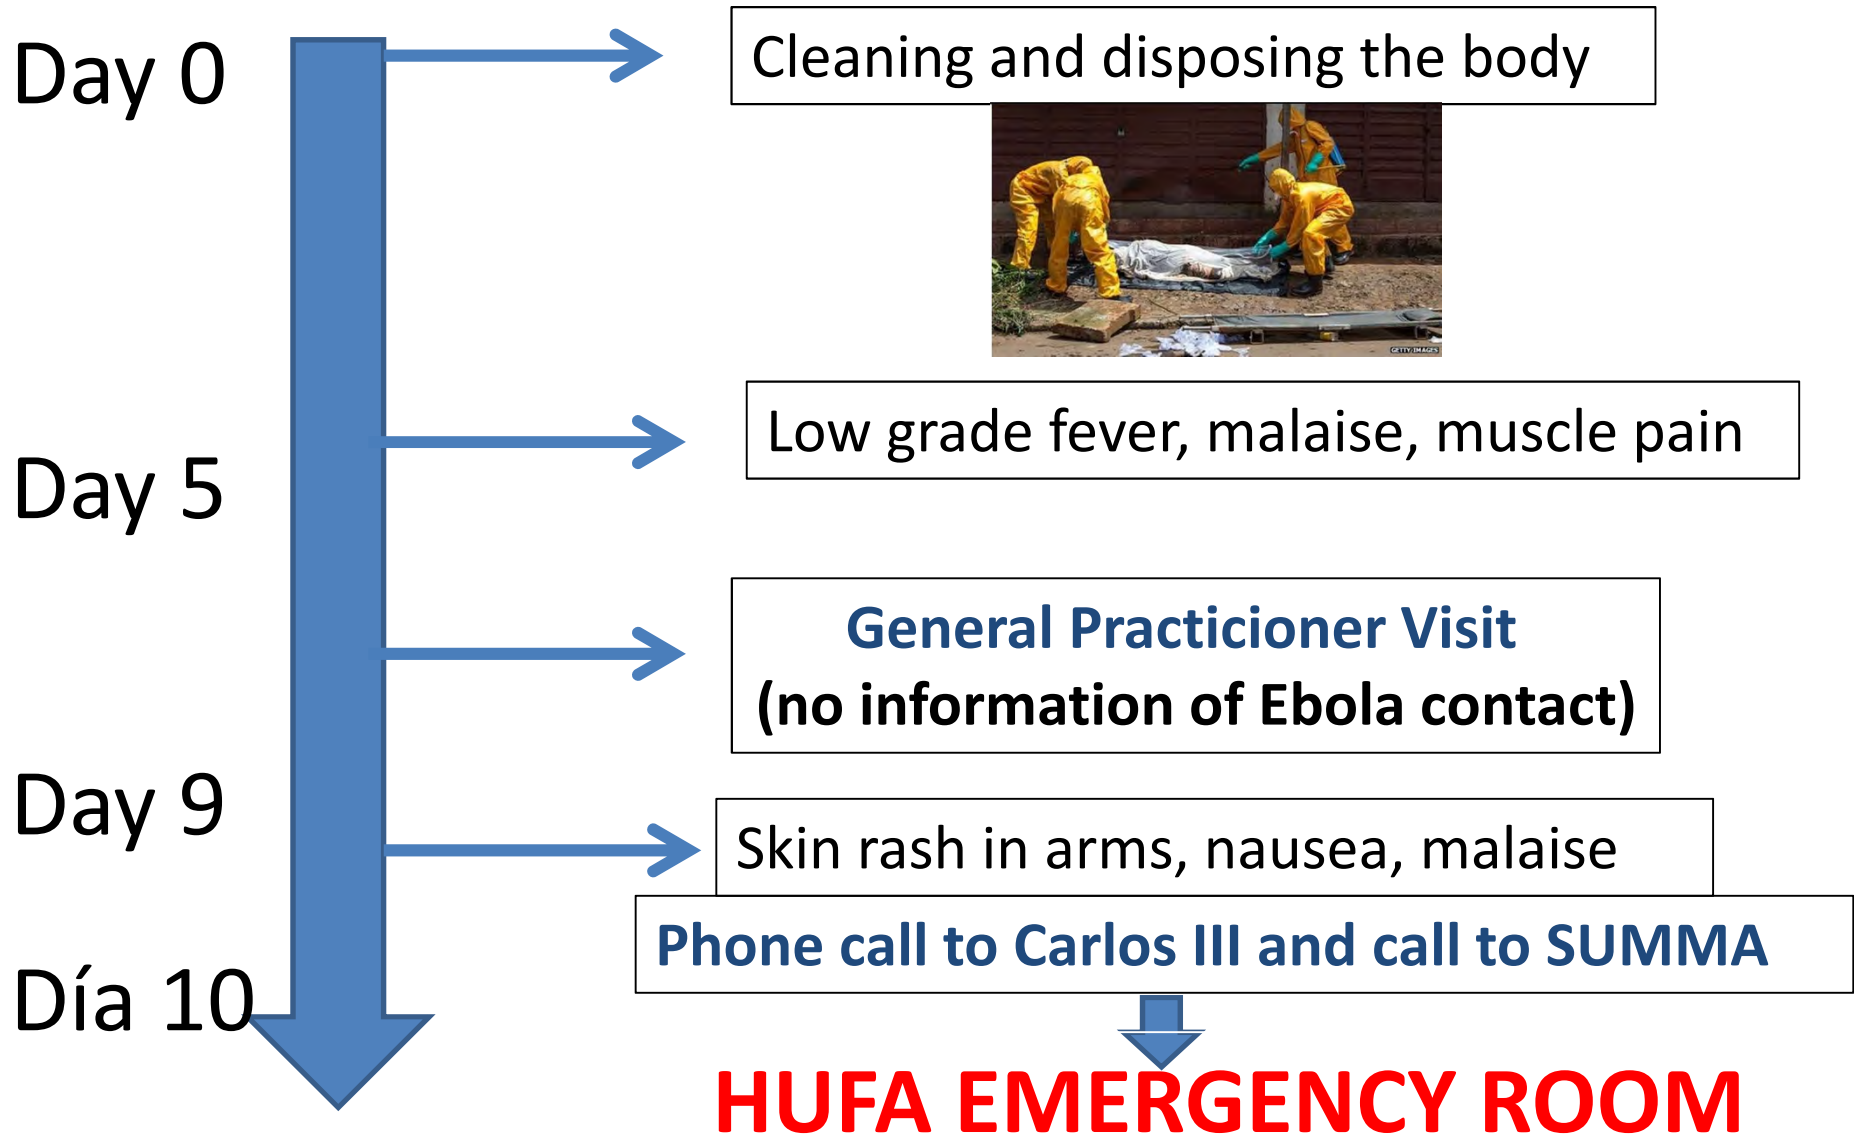 Day 0
Cleaning and disposing the body
GETTY IMAGES
Low grade fever, malaise, muscle pain
Day 5
General Practicioner Visit
(no information of Ebola contact)
Day 9
Skin rash in arms, nausea, malaise
Phone call to Carlos III and call to SUMMA
Día 10
HUFA EMERGENCY ROOM